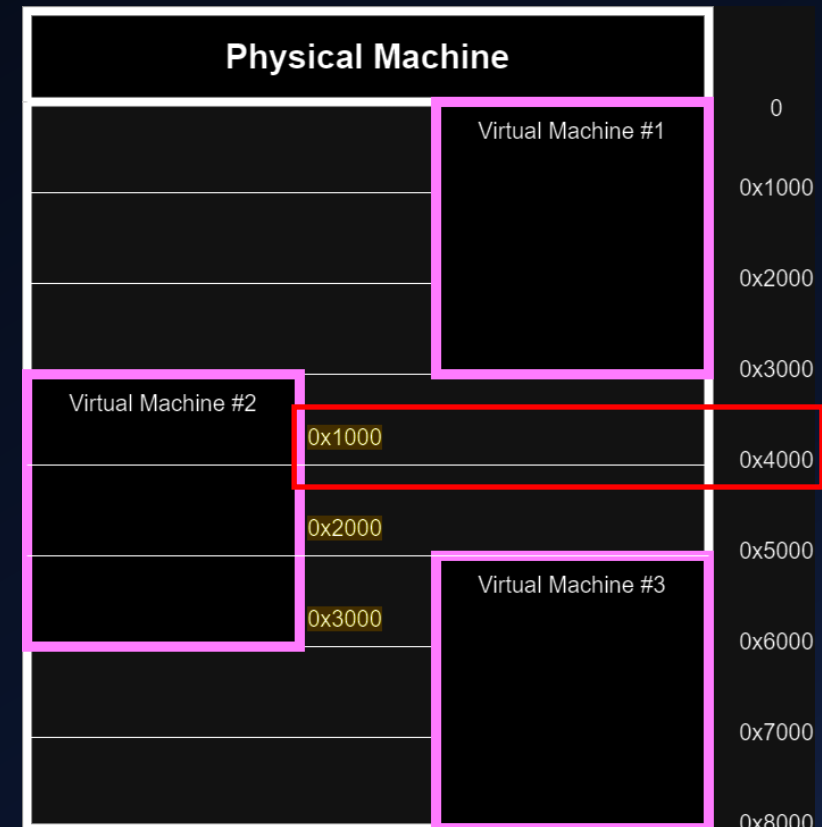 Physical Machine
0
Virtual Machine #1
0x1000
0x2000
0x3000
Virtual Machine #2
0x1000
0x4000
0x2000
0x5000
Virtual Machine #3
0x3000
0x6000
0x7000
0x8000